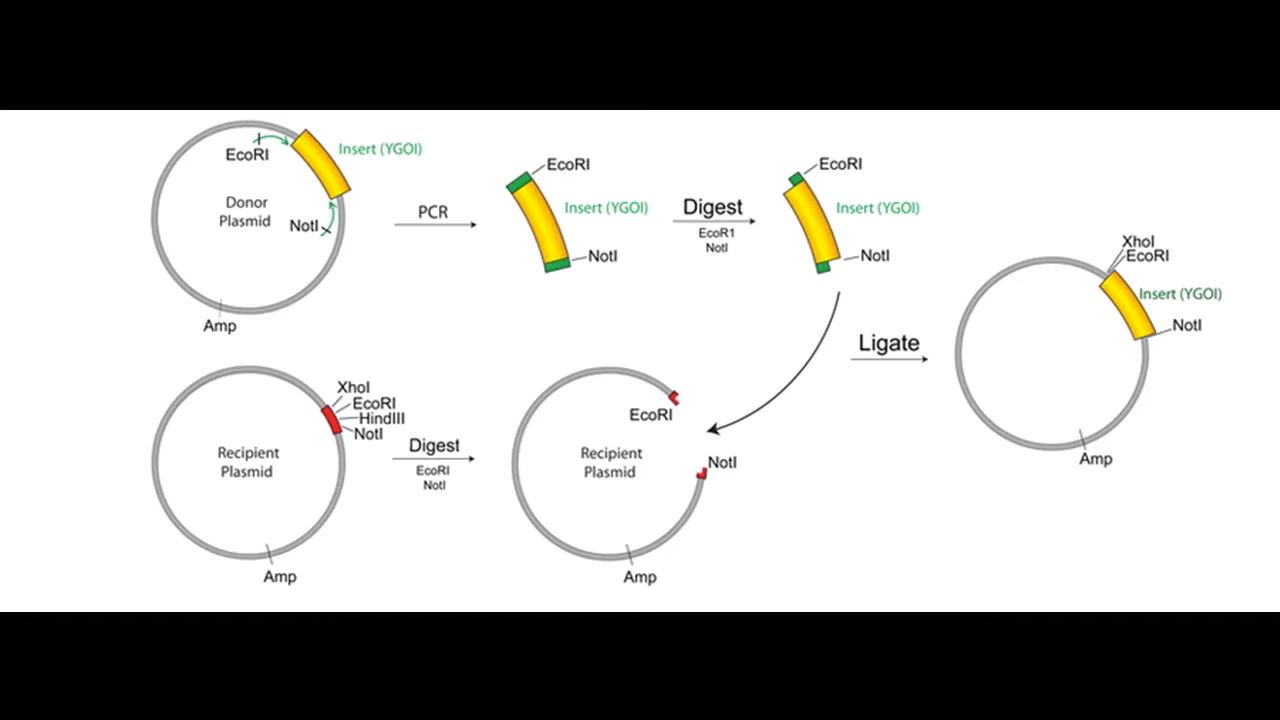 EcoRI
Insert (YGOI)
Donor
Plasmid
NotI
Amp
PCR
EcoRI
Insert (YGOI)
NotI
Digest
EcoR1
NotI
EcoRI
Insert (YGOI)
NotI
XhoI
EcoRI
HindIII
NotI
Recipient
Plasmid
Amp
Digest
EcoRI
NotI
EcoRI
Recipient
Plasmid
NotI
Amp
Ligate
XhoI
EcoRI
Insert (YGOI)
NotI
Amp